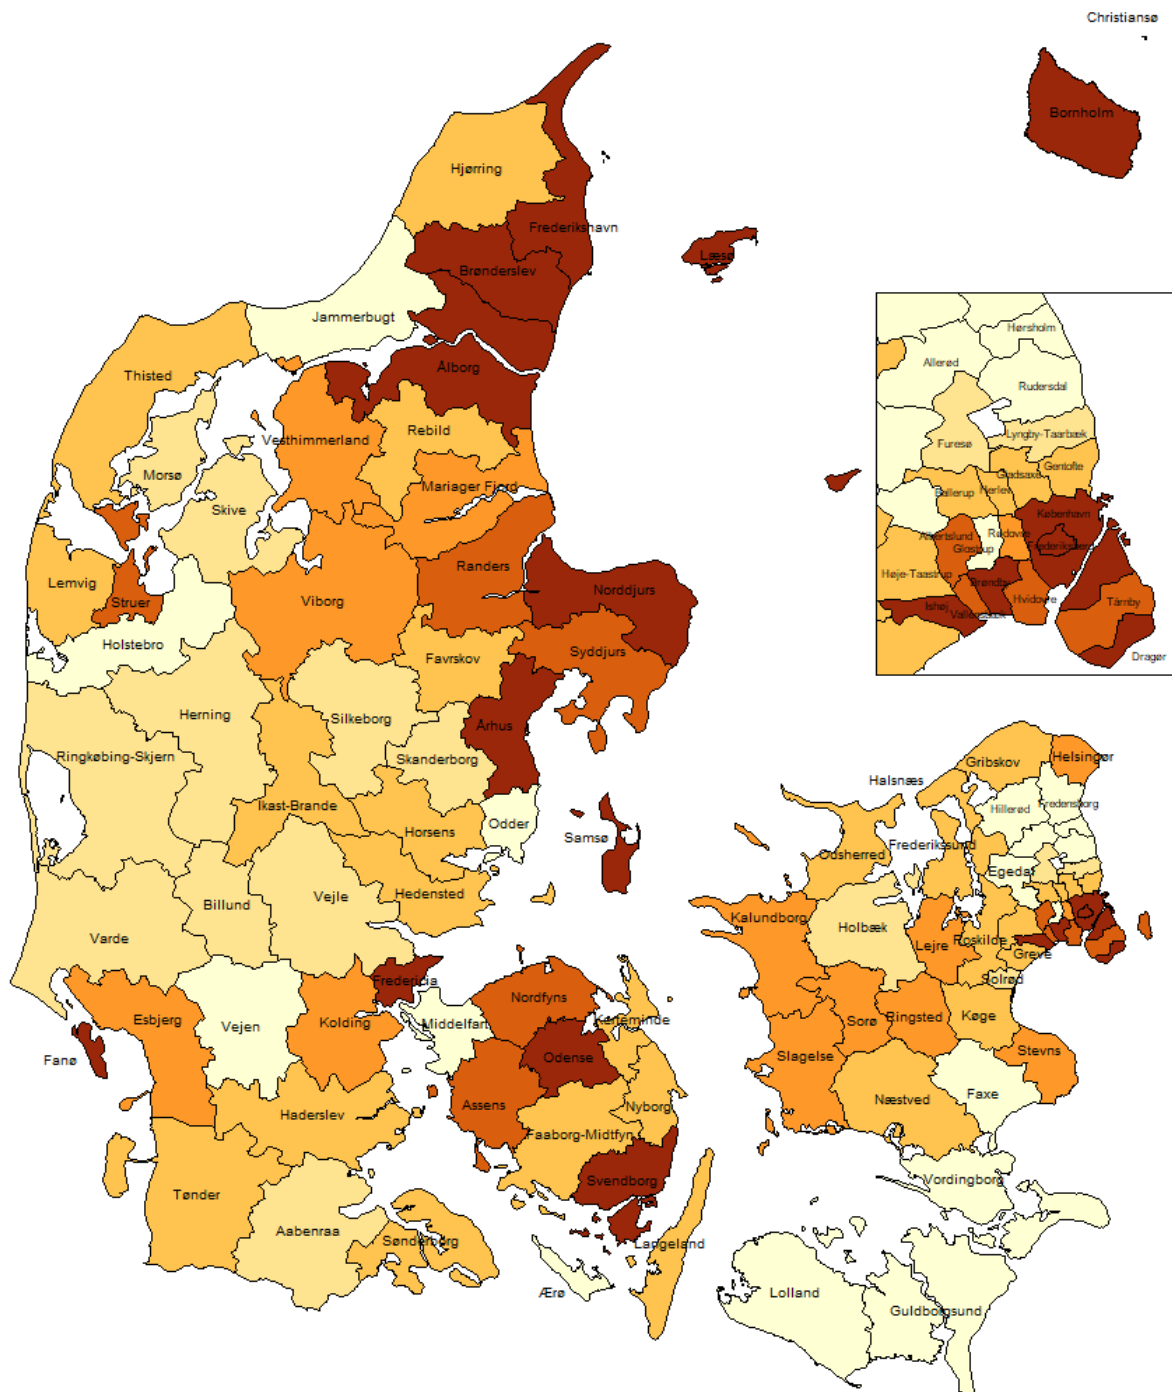 Christiansø
Bornholm
Hjørring
Frederikshavn
Læsø
Brønderslev
Jammerbugt
Ålborg
Thisted
Rebild
Vesthimmerland
Morsø
Mariager Fjord
Skive
Randers
Lemvig
Struer
Viborg
Norddjurs
Holstebro
Syddjurs
Favrskov
Herning
Silkeborg
Århus
Ringkøbing-Skjern
Skanderborg
Ikast-Brande
Horsens
Odder
Samsø
Hedensted
Vejle
Billund
Varde
Fredericia
Nordfyns
Esbjerg
Vejen
Kolding
Middelfart
Kerteminde
Fanø
Odense
Assens
Nyborg
Haderslev
Faaborg-Midtfyn
Svendborg
Tønder
Aabenraa
Sønderborg
Langeland
Ærø
Hørsholm
Allerød
Rudersdal
Furesø
Lyngby-Taarbæk
Gentofte
Gladsaxe
Ballerup
Herlev
København
Albertslund
Rødovre
Glostrup
Frederiksberg
Høje-Taastrup
Brøndby
Hvidovre
Ishøj
Vallensbæk
Tårnby
Dragør
Helsingør
Gribskov
Halsnæs
Hillerød
Fredensborg
Frederikssund
Odsherred
Egedal
Kalundborg
Holbæk
Lejre
Roskilde
Greve
Solrød
Sorø
Ringsted
Køge
Slagelse
Stevns
Næstved
Faxe
Vordingborg
Lolland
Guldborgsund